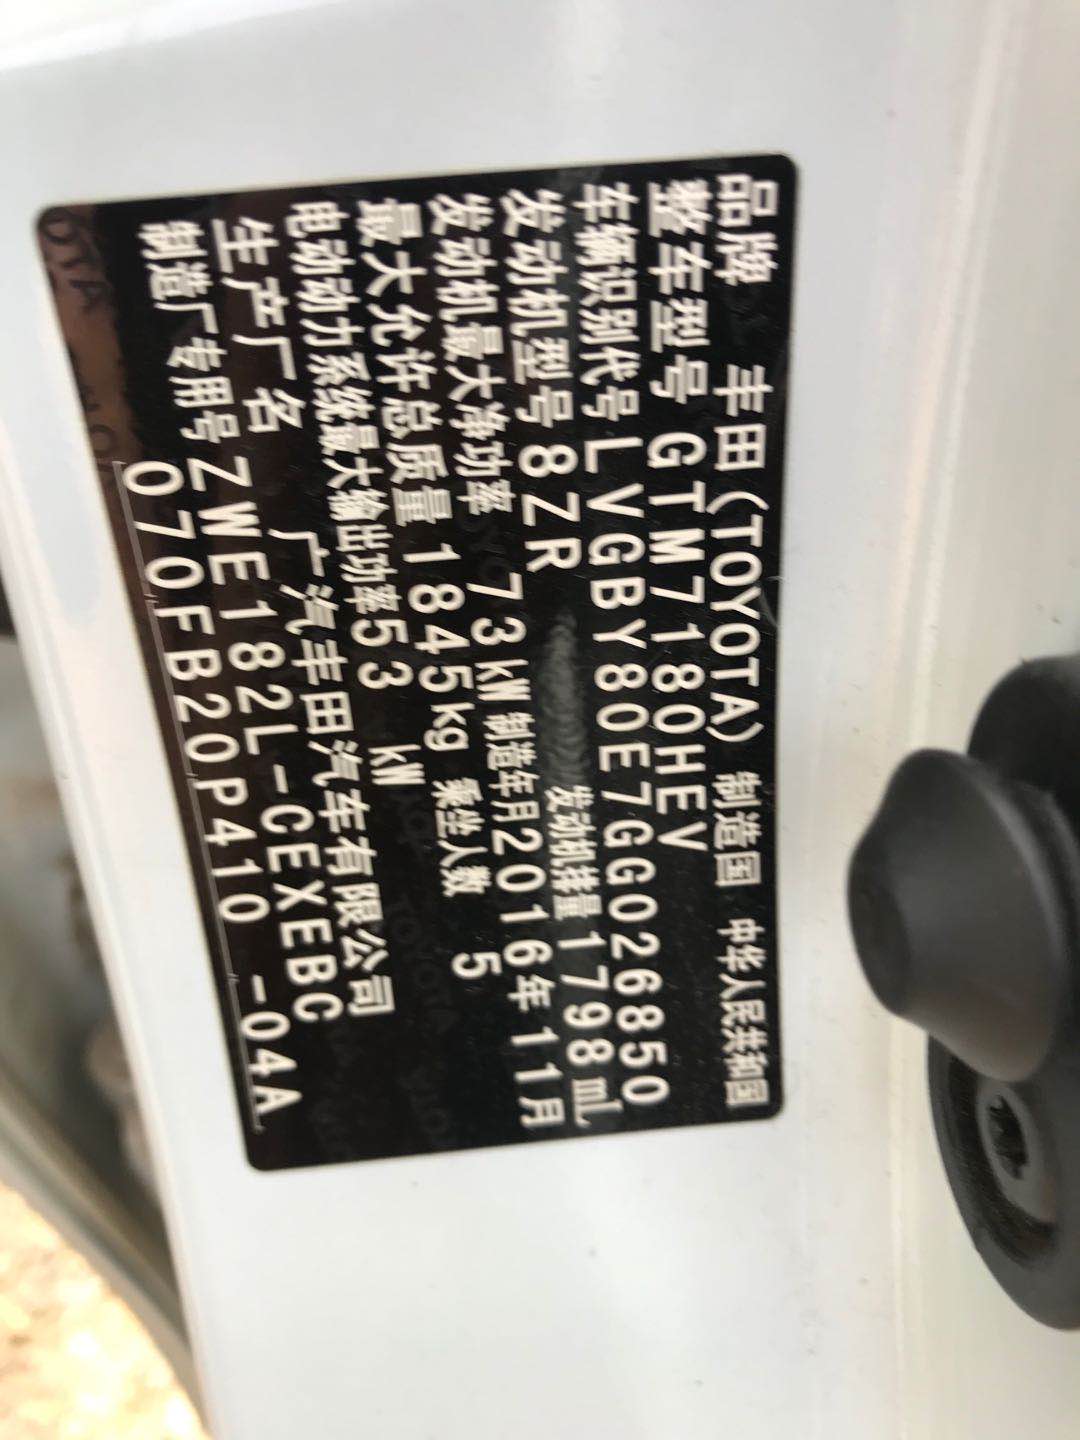 品牌 丰田(TOYOTA) 制造国 中华人民共和国
整车型号 GTM7180HEV
车辆识别代号 LVGBY80E7GG026850
发动机型号 8ZR 发动机排量 1798mL
发动机最大净功率 73kW 制造年月 2016年11月
最大允许总质量 1845kg 乘坐人数 5
电动动力系统最大输出功率 53 kW
生产厂名 广汽丰田汽车有限公司
制造厂专用号 ZWE182L-CEXEBC
070FB20P410 -04A